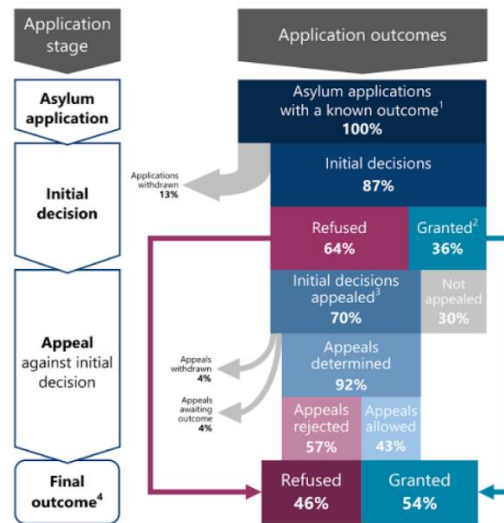 Application
stage
Application outcomes
Asylum
application
Asylum applications
with a known outcome1
100%
Applications
withdrawn
13%
Initial
decision
Initial decisions
87%
Refused
64%
Granted2
36%
Appeal
against initial
decision
Initial decisions
appealed3
70%
Not
appealed
30%
Appeals
withdrawn
4%
Appeals
determined
92%
Appeals
awaiting
outcome
4%
Appeals
rejected
57%
Appeals
allowed
43%
Final
outcome4
Refused
46%
Granted
54%